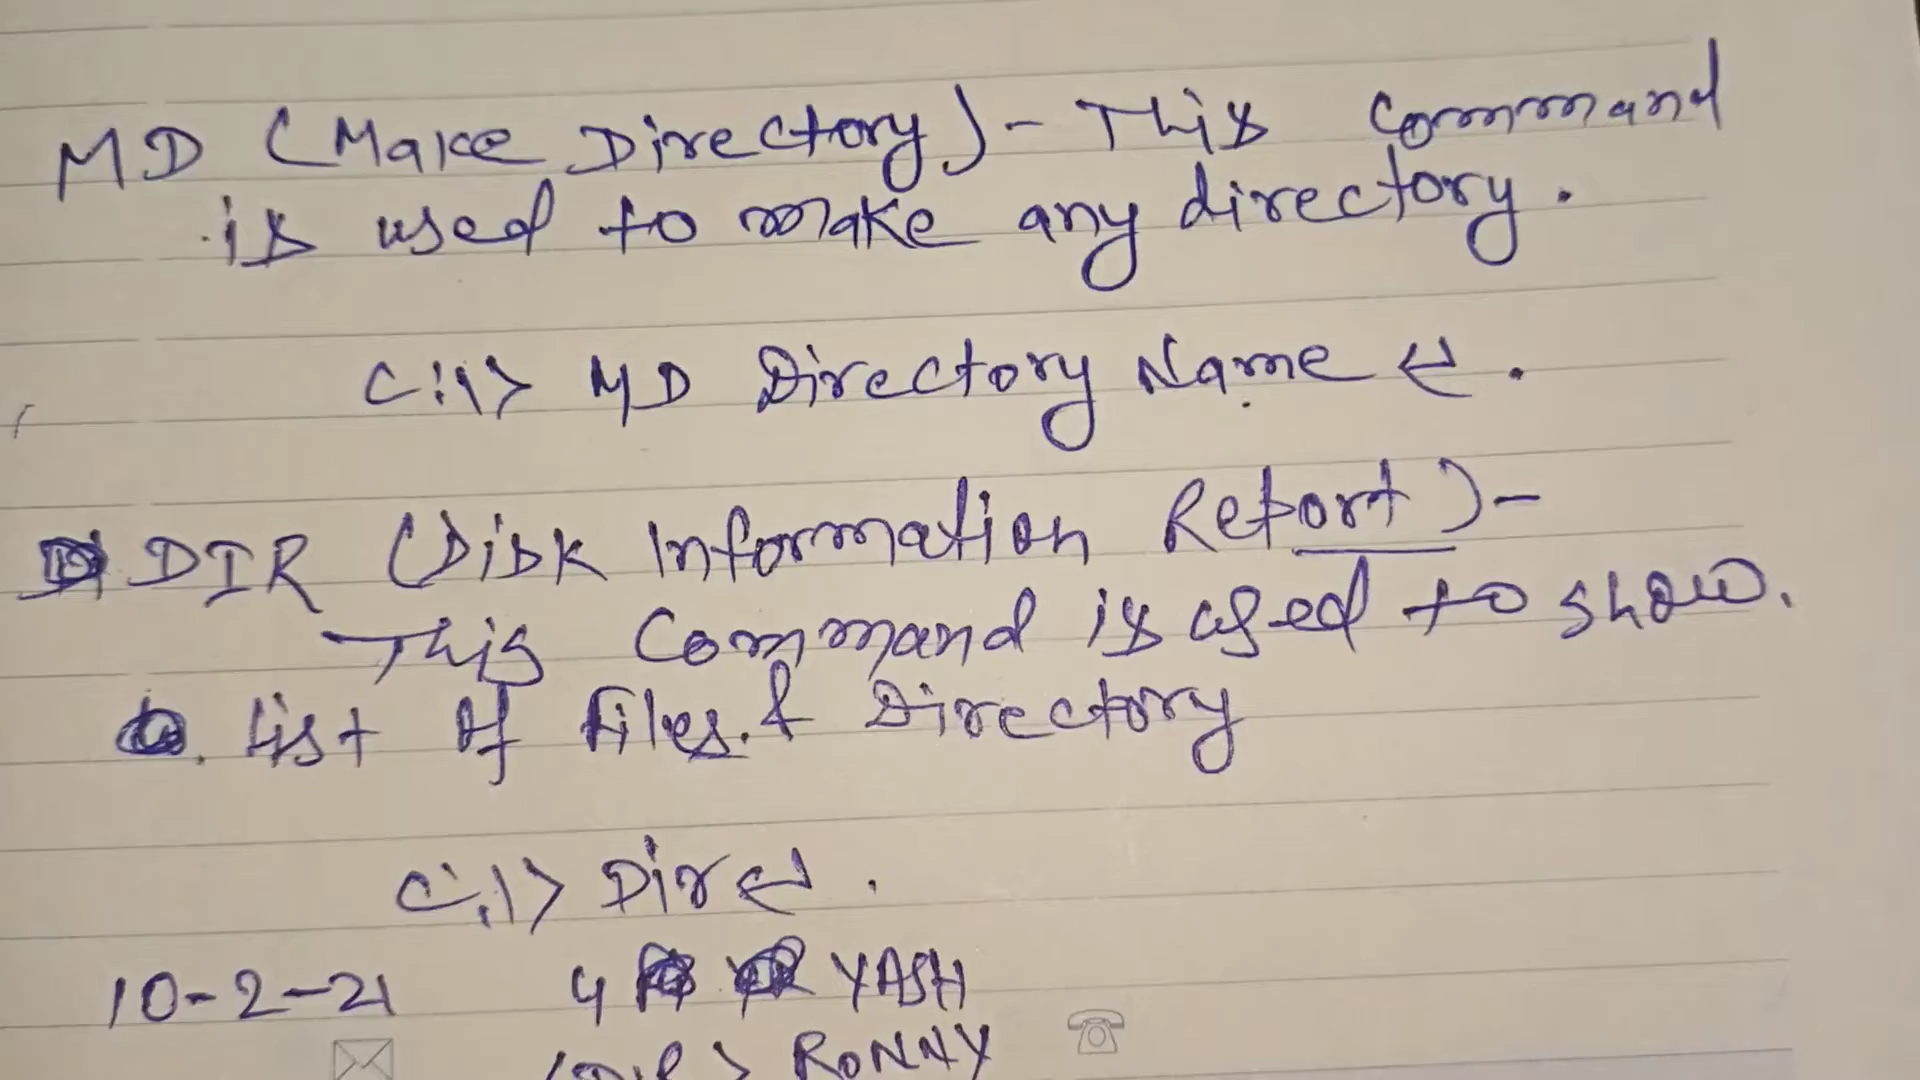 MD (Make Directory) - This Command
is used to make any directory.
C:\> MD Directory Name ↵.
DIR (Disk Information Report) -
This Command is used to show.
List of Files & Directory
C:\> Dir ↵.
10-2-21 4 YASH
<DIR> RONNY